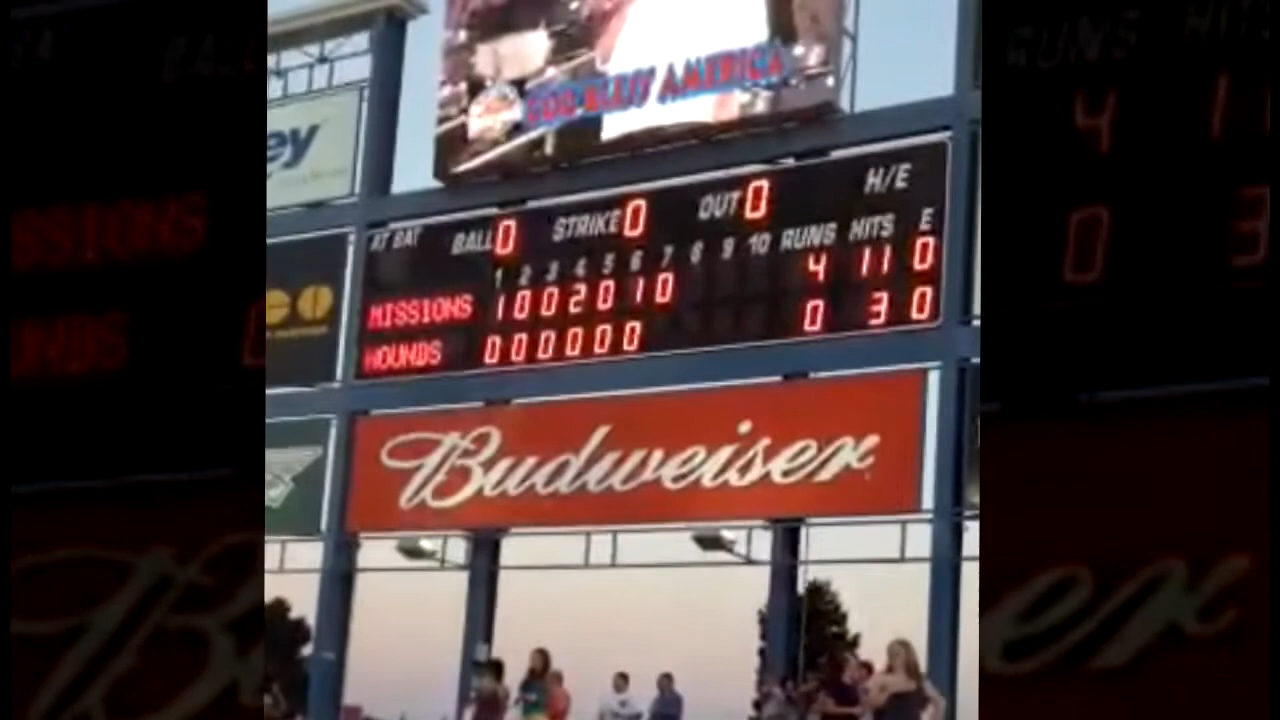 GOD BLESS AMERICA
ey
AT BAT BALL 0 STRIKE 0 OUT 0 H/E
1 2 3 4 5 6 7 8 9 10 RUNS HITS E
MISSIONS 1 0 0 2 0 1 0 4 11 0
HOUNDS 0 0 0 0 0 0 0 3 0
Budweiser